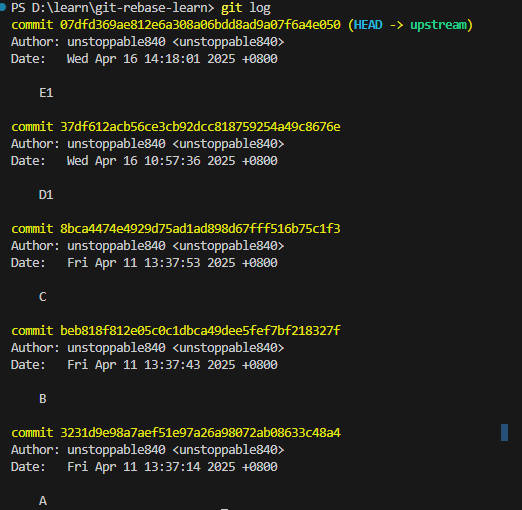 PS D:\learn\git-rebase-learn> git log
commit 07dfd369ae812e6a308a06bdd8ad9a07f6a4e050 (HEAD -> upstream)
Author: unstoppable840 <unstoppable840>
Date:   Wed Apr 16 14:18:01 2025 +0800
E1
commit 37df612acb56ce3cb92dcc818759254a49c8676e
Author: unstoppable840 <unstoppable840>
Date:   Wed Apr 16 10:57:36 2025 +0800
D1
commit 8bca4474e4929d75ad1ad898d67fff516b75c1f3
Author: unstoppable840 <unstoppable840>
Date:   Fri Apr 11 13:37:53 2025 +0800
C
commit beb818f812e05c0c1dbca49dee5fef7bf218327f
Author: unstoppable840 <unstoppable840>
Date:   Fri Apr 11 13:37:43 2025 +0800
B
commit 3231d9e98a7aef51e97a26a98072ab08633c48a4
Author: unstoppable840 <unstoppable840>
Date:   Fri Apr 11 13:37:14 2025 +0800
A